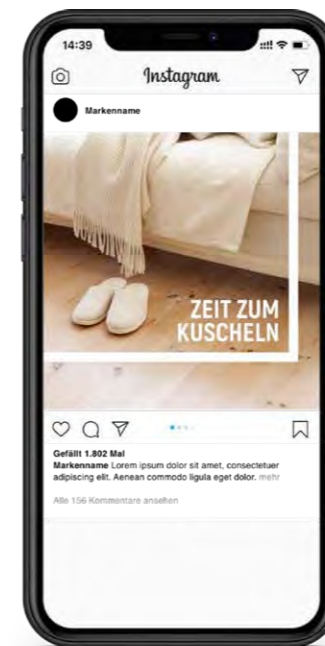 14:39
Instagram
Markenname
ZEIT ZUM
KUSCHELN
Gefällt 1.802 Mal
Markenname Lorem ipsum dolor sit amet, consectetuer
adipiscing elit. Aenean commodo ligula eget dolor. mehr
Alle 156 Kommentare ansehen